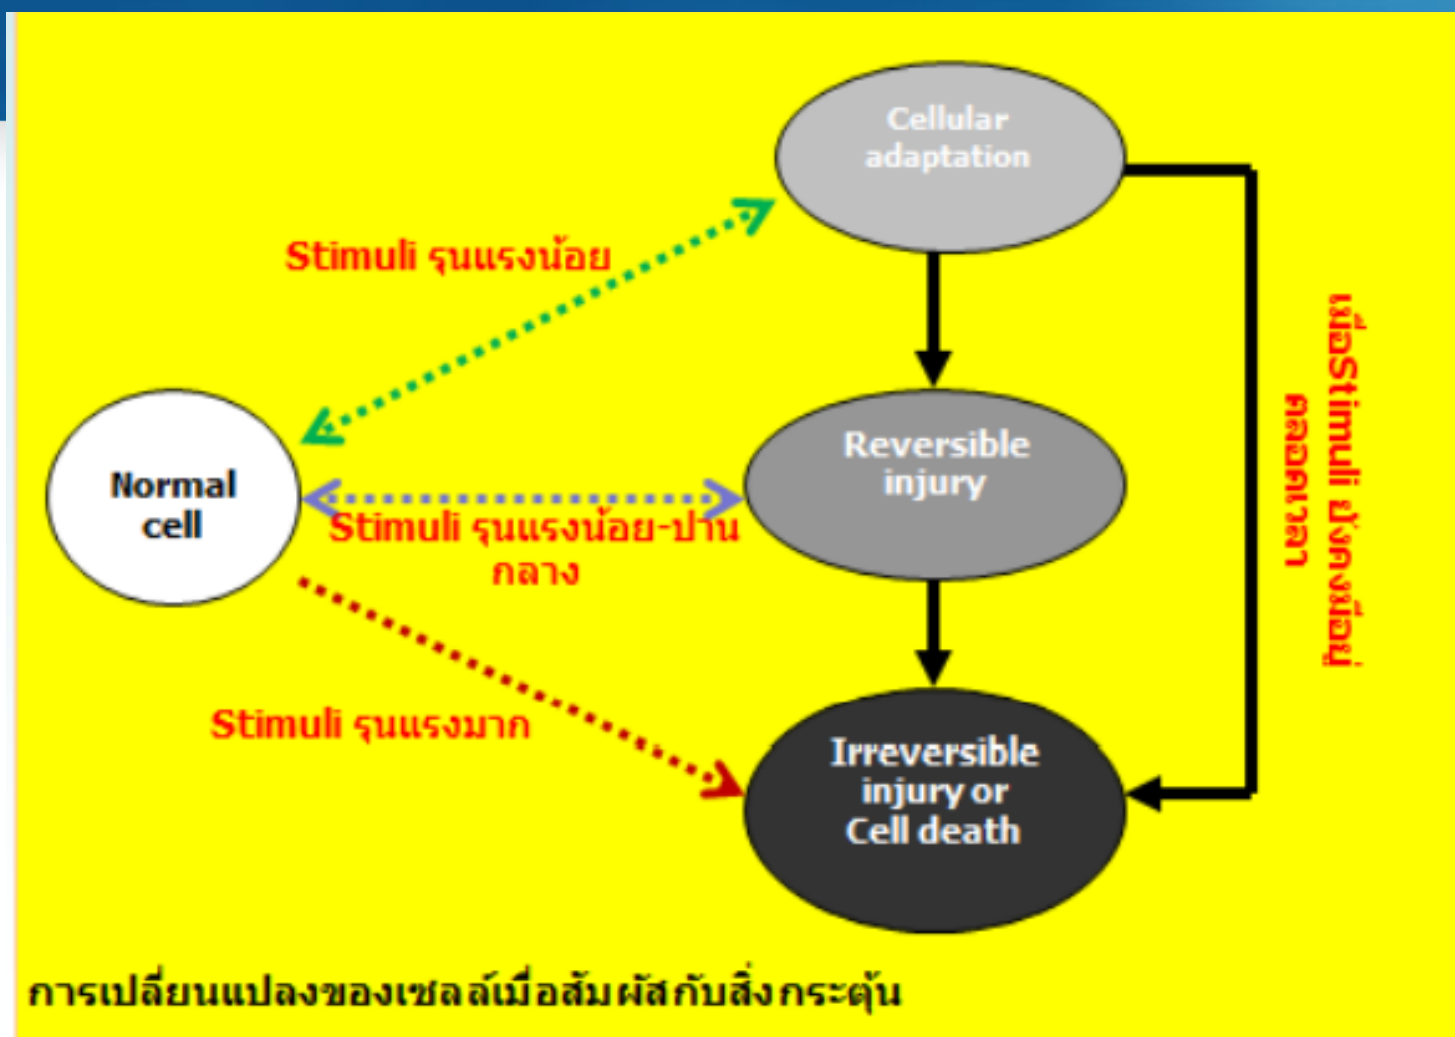 Cellular
adaptation
Stimuli รุนแรงน้อย
เมื่อStimuli ยังคงมีอยู่
ตลอดเวลา
Reversible
injury
Normal
cell
Stimuli รุนแรงน้อย-ปาน
กลาง
Stimuli รุนแรงมาก
Irreversible
injury or
Cell death
การเปลี่ยนแปลงของเซลล์เมื่อสัมผัสกับสิ่งกระตุ้น